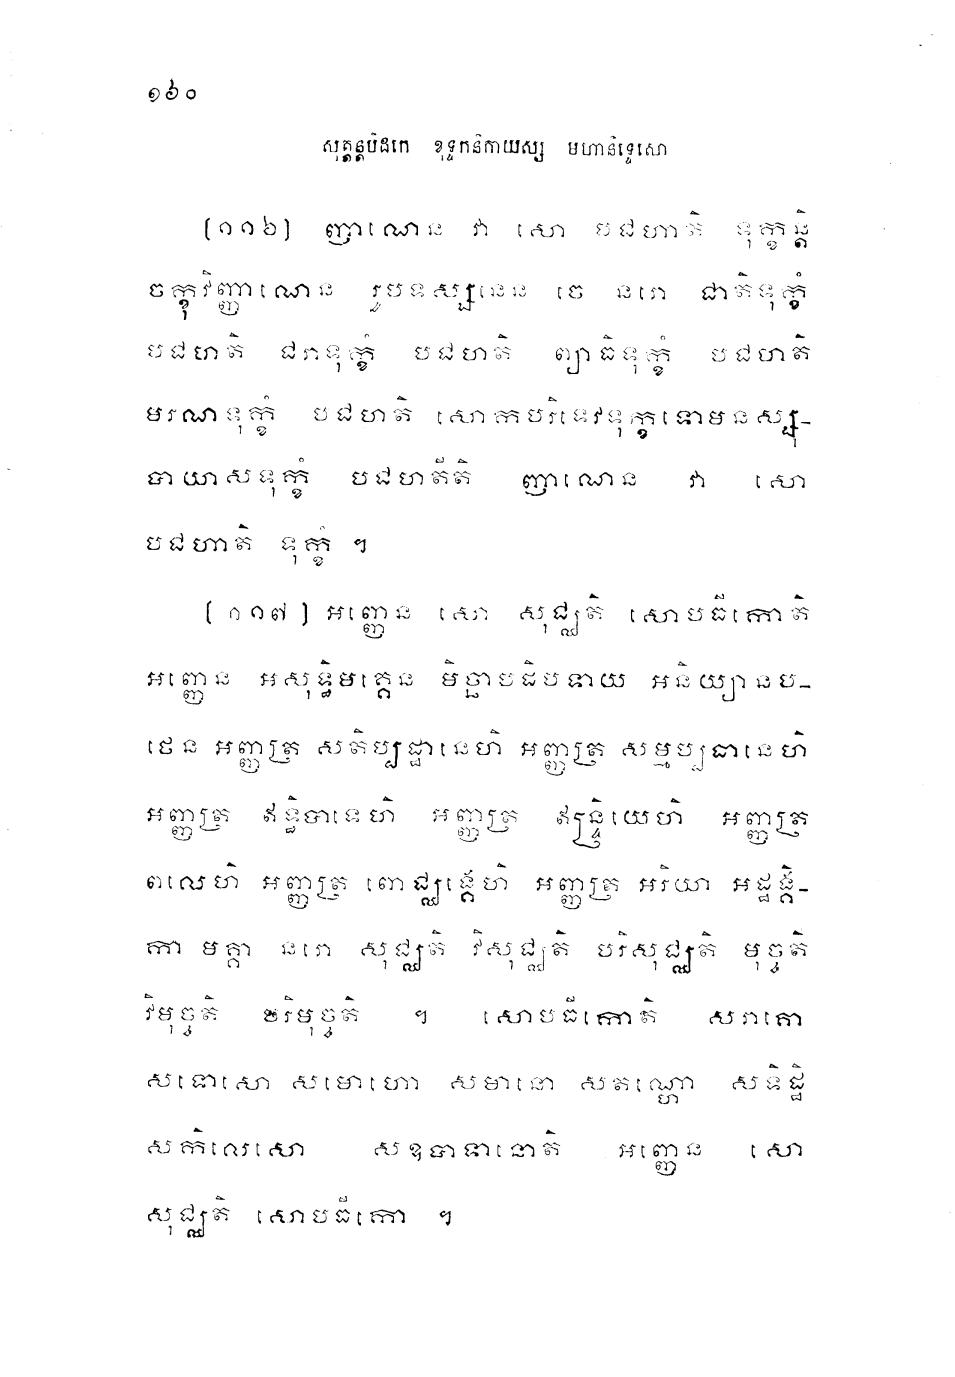 ១៦០
សុត្តន្តបិដកេ ខុទ្ទកនិកាយស្ស មហានិទ្ទេសោ
[១១៦] ញាណេន វា សោ បជហាតិ ទុក្ខន្តិ
ចក្ខុវិញ្ញាណេន រូបទស្សនេន ចេ នរោ ជាតិទុក្ខំ
បជហតិ ជរាទុក្ខំ បជហតិ ព្យាធិទុក្ខំ បជហតិ
មរណទុក្ខំ បជហតិ សោកបរិទេវទុក្ខទោមនស្សុ-
បាយាសទុក្ខំ បជហតីតិ ញាណេន វា សោ
បជហាតិ ទុក្ខំ ។
[១១៧] អញ្ញេន សោ សុជ្ឈតិ សោបធីកោតិ
អញ្ញេន អសុទ្ធិមគ្គេន មិច្ឆាបដិបទាយ អនិយ្យានប-
ថេន អញ្ញត្រ សតិប្បដ្ឋានេហិ អញ្ញត្រ សម្មប្បធានេហិ
អញ្ញត្រ ឥទ្ធិបាទេហិ អញ្ញត្រ ឥន្ទ្រិយេហិ អញ្ញត្រ
ពលេហិ អញ្ញត្រ ពោជ្ឈង្គេហិ អញ្ញត្រ អរិយា អដ្ឋង្គិ-
កា មគ្គា នរោ សុជ្ឈតិ វិសុជ្ឈតិ បរិសុជ្ឈតិ មុច្ចតិ
វិមុច្ចតិ បរិមុច្ចតិ ។ សោបធីកោតិ សរាគោ
សទោសោ សមោហោ សមានោ សតណ្ហោ សទិដ្ឋិ
សកិលេសោ សឧបាទានោតិ អញ្ញេន សោ
សុជ្ឈតិ សោបធីកោ ។